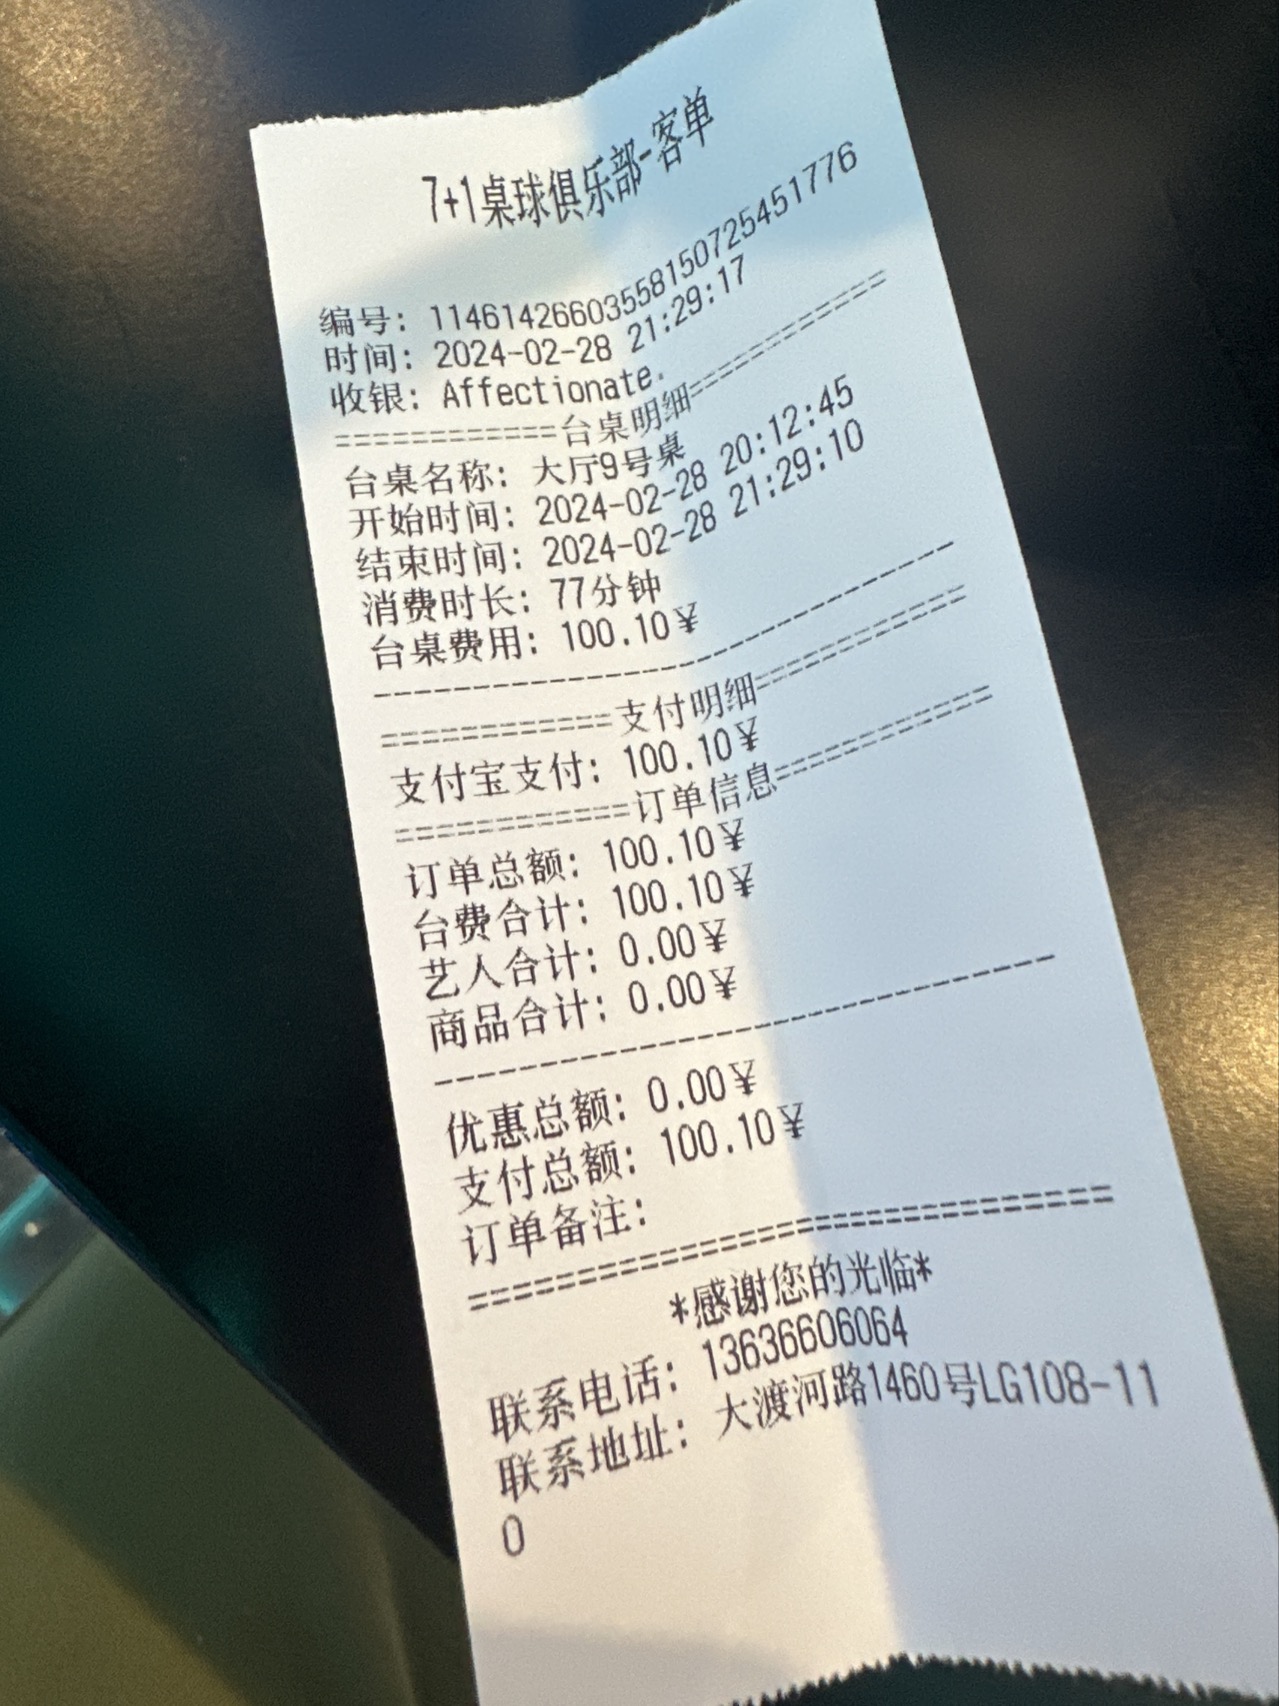 7+1桌球俱乐部-客单
编号: 1146142660355815072545177​6
时间: 2024-02-28 21:29:17
收银: Affectionate.
============台桌明细============
台桌名称: 大厅9号桌
开始时间: 2024-02-28 20:12:45
结束时间: 2024-02-28 21:29:10
消费时长: 77分钟
台桌费用: 100.10¥
--------------------------------
============支付明细============
支付宝支付: 100.10¥
============订单信息============
订单总额: 100.10¥
台费合计: 100.10¥
艺人合计: 0.00¥
商品合计: 0.00¥
--------------------------------
优惠总额: 0.00¥
支付总额: 100.10¥
订单备注:
================================
*感谢您的光临*
联系电话: 13636606064
联系地址: 大渡河路1460号LG108-11
0